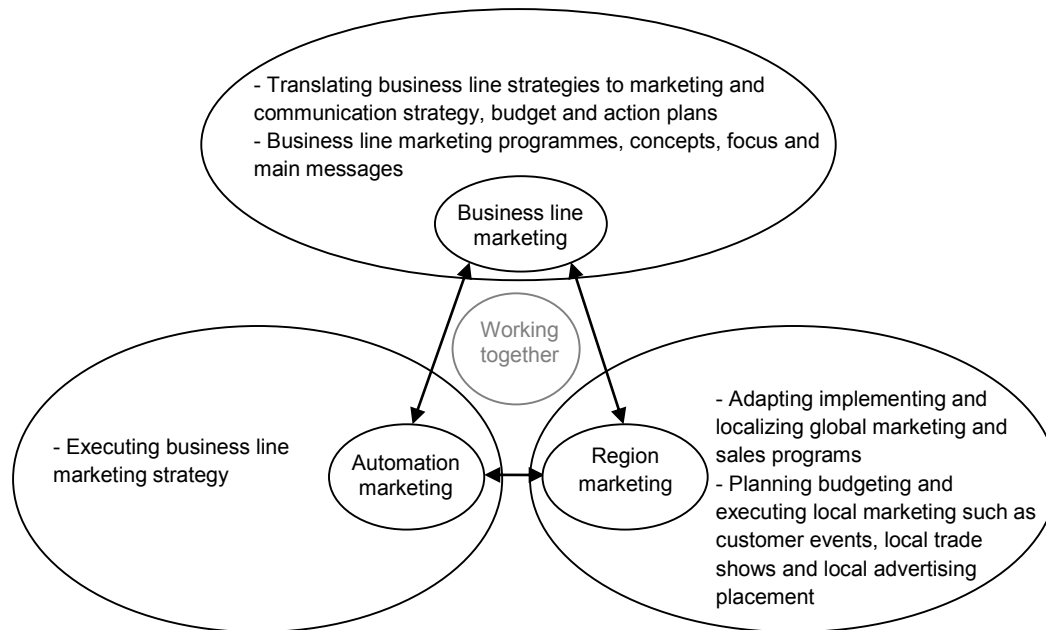 - Translating business line strategies to marketing and
communication strategy, budget and action plans
- Business line marketing programmes, concepts, focus and
main messages
Business line
marketing
Working
together
- Executing business line
marketing strategy
Automation
marketing
Region
marketing
- Adapting implementing and
localizing global marketing and
sales programs
- Planning budgeting and
executing local marketing such as
customer events, local trade
shows and local advertising
placement